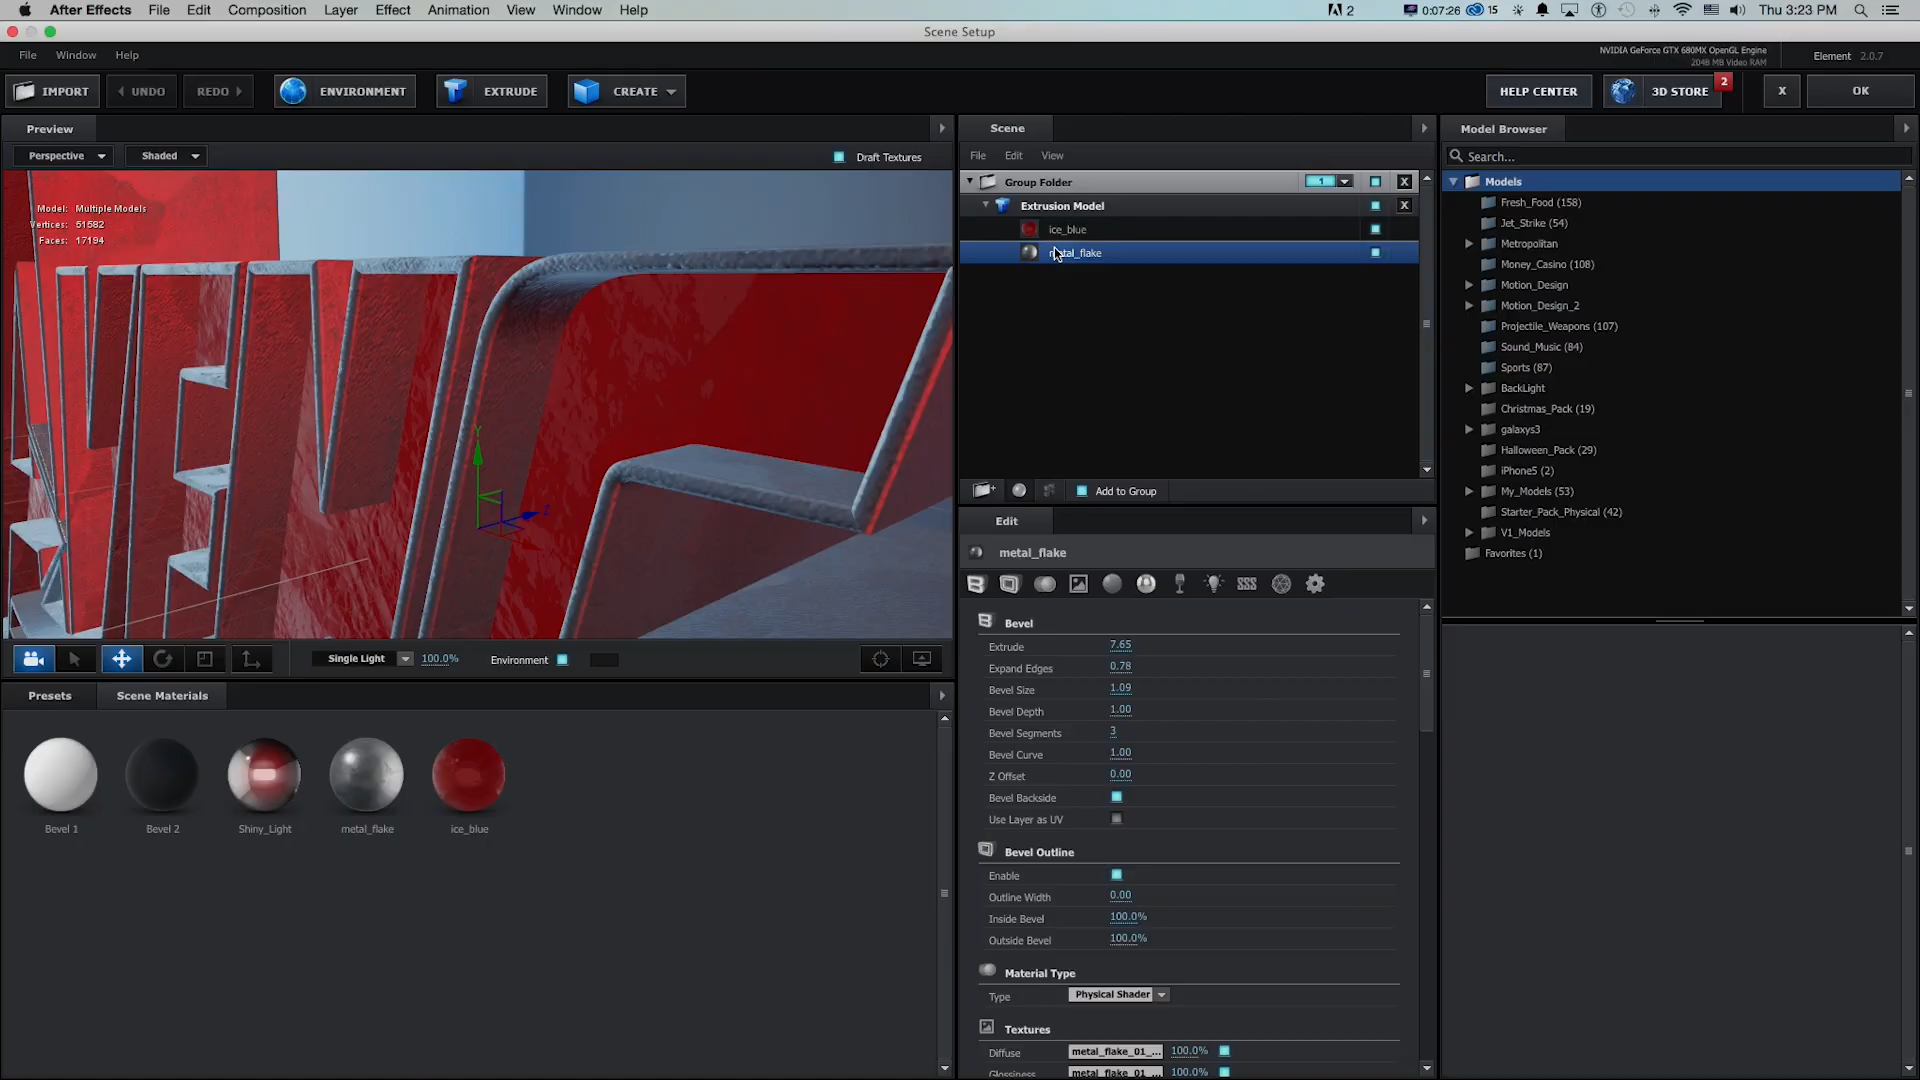 After Effects File Edit Composition Layer Effect Animation View Window Help 2 0:07:26 15 Thu 3:23 PM
Scene Setup
File Window Help NVIDIA GeForce GTX 680MX OpenGL Engine
2048 MB Video RAM Element 2.0.7
IMPORT UNDO REDO ENVIRONMENT EXTRUDE CREATE HELP CENTER 3D STORE 2 X OK
Preview
Perspective Shaded Draft Textures
Model: Multiple Models
Vertices: 51582
Faces: 17194
Y
Z
Single Light 100.0% Environment
Presets Scene Materials
Bevel 1 Bevel 2 Shiny_Light metal_flake ice_blue
Scene
File Edit View
Group Folder 1 X
Extrusion Model X
ice_blue
metal_flake
Add to Group
Edit
metal_flake
Bevel
Extrude 7.65
Expand Edges 0.78
Bevel Size 1.09
Bevel Depth 1.00
Bevel Segments 3
Bevel Curve 1.00
Z Offset 0.00
Bevel Backside
Use Layer as UV
Bevel Outline
Enable
Outline Width 0.00
Inside Bevel 100.0%
Outside Bevel 100.0%
Material Type
Type Physical Shader
Textures
Diffuse metal_flake_01_... 100.0%
Glossiness metal_flake_01_... 100.0%
Model Browser
Search...
Models
Fresh_Food (158)
Jet_Strike (54)
Metropolitan
Money_Casino (108)
Motion_Design
Motion_Design_2
Projectile_Weapons (107)
Sound_Music (84)
Sports (87)
BackLight
Christmas_Pack (19)
galaxys3
Halloween_Pack (29)
iPhone5 (2)
My_Models (53)
Starter_Pack_Physical (42)
V1_Models
Favorites (1)